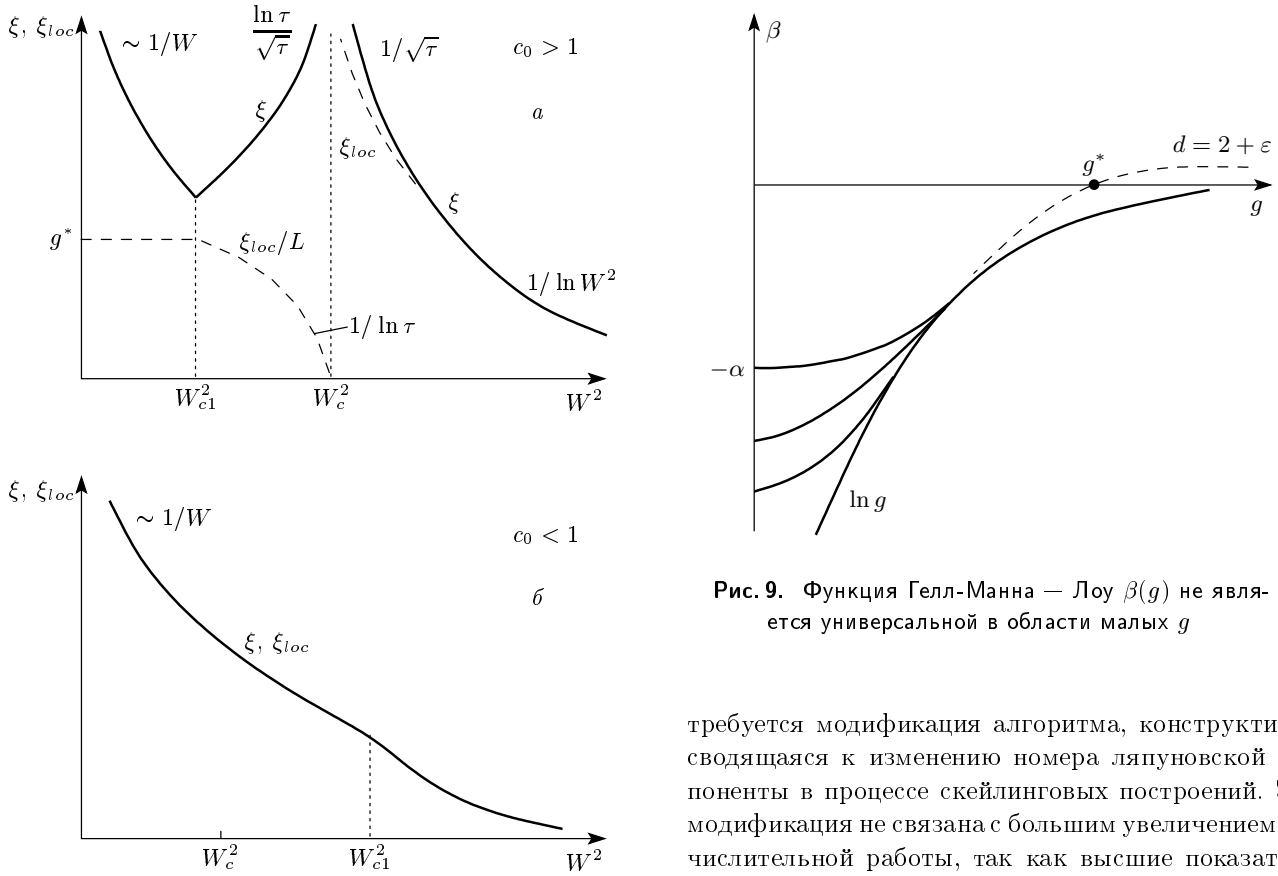 ξ, ξ_loc
~ 1/W
ln τ / √τ
1/√τ
c₀ > 1
а
ξ
ξ_loc
ξ
g*
ξ_loc/L
1/ ln τ
1/ ln W²
W²_c1
W²_c
W²
ξ, ξ_loc
~ 1/W
c₀ < 1
б
ξ, ξ_loc
W²_c
W²_c1
W²
β
d = 2 + ε
g*
g
−α
ln g
Рис. 9. Функция Гелл-Манна — Лоу β(g) не явля-
ется универсальной в области малых g
требуется модификация алгоритма, конструкти
сводящаяся к изменению номера ляпуновской
поненты в процессе скейлинговых построений.
модификация не связана с большим увеличением
числительной работы, так как высшие показат